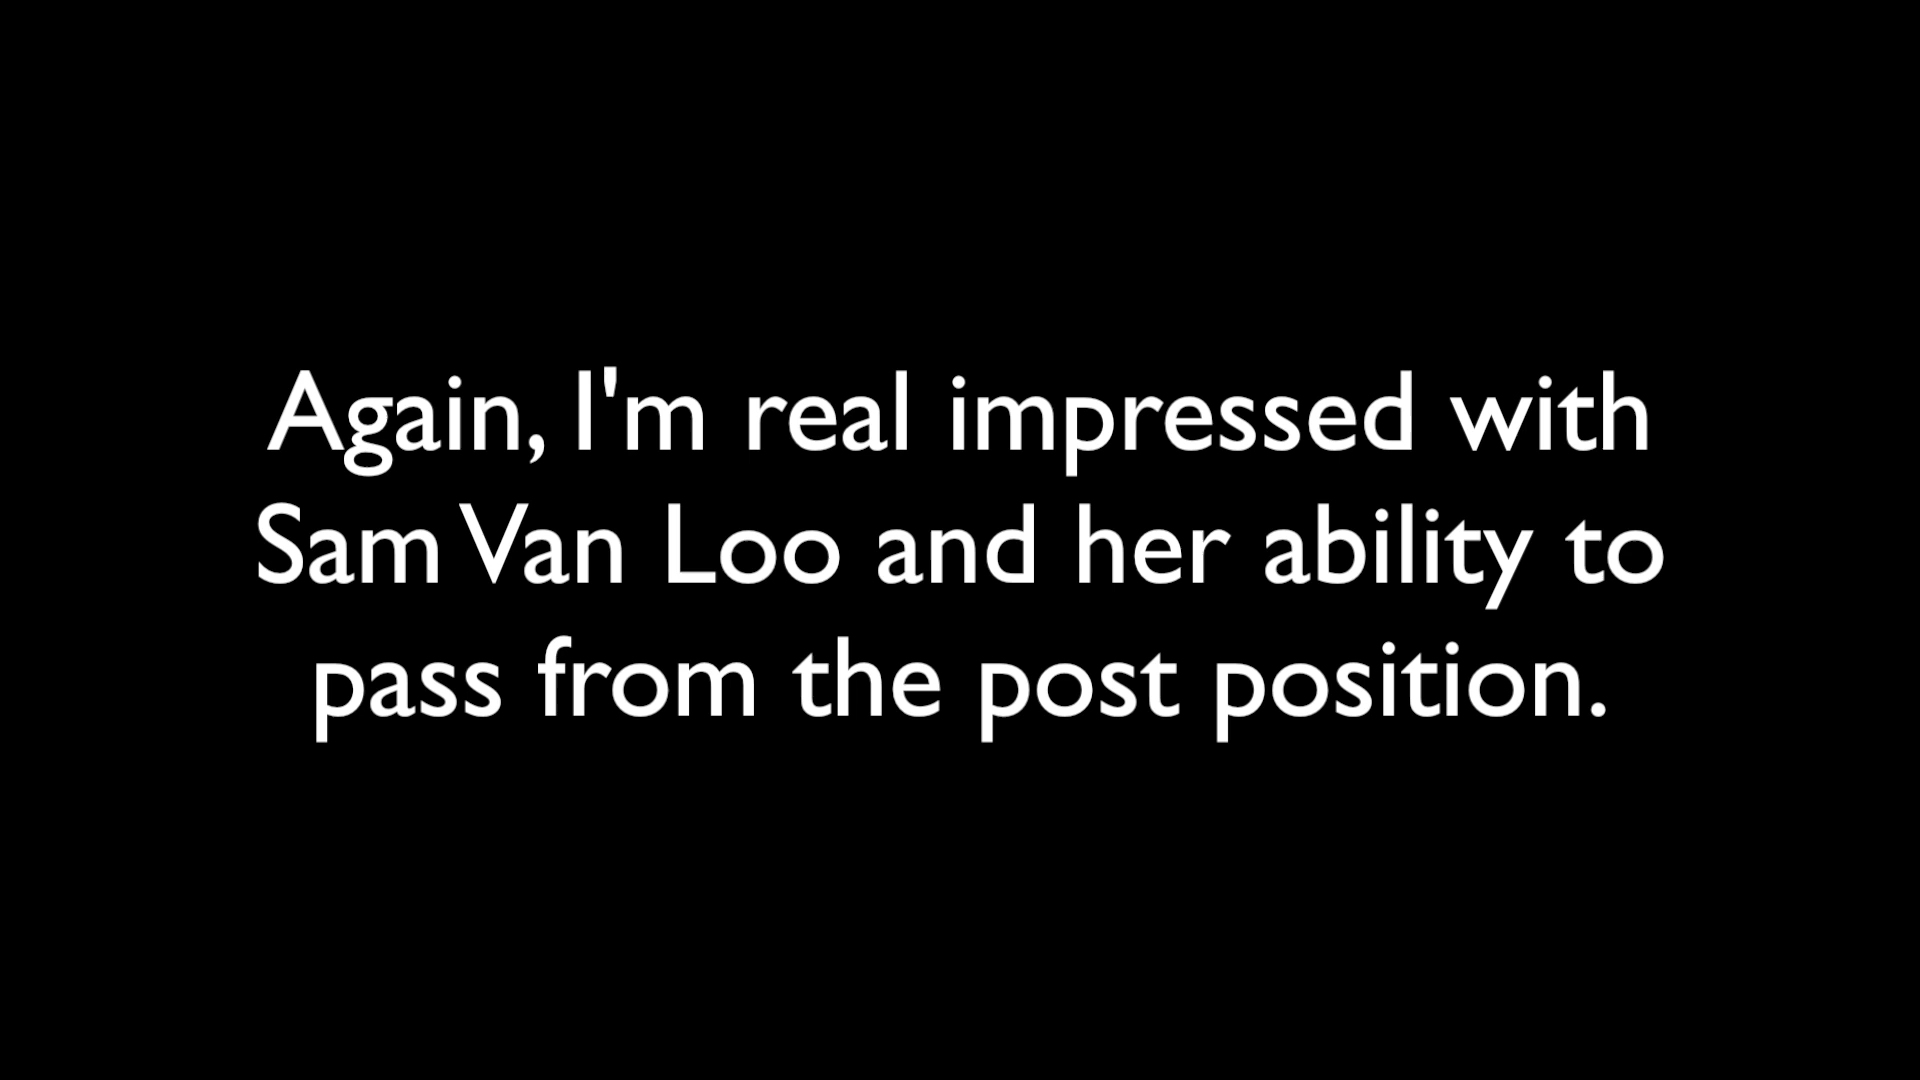 Again, I'm real impressed with
Sam Van Loo and her ability to
pass from the post position.